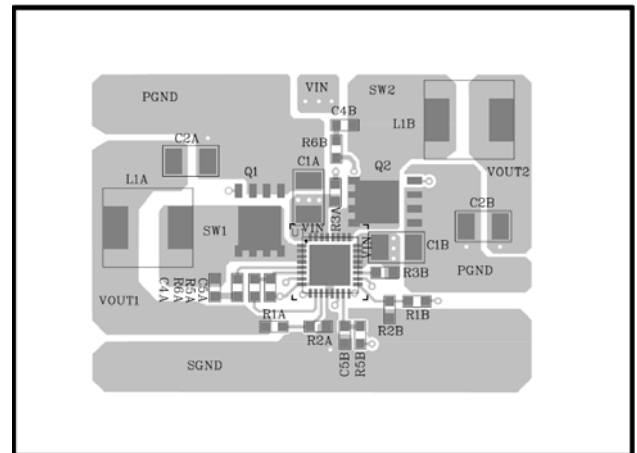 PGND
VIN
SW2
C4B
L1B
C2A
R6B
C1A
Q1
Q2
VOUT2
L1A
R3A
C2B
SW1
VIN
VIN
C1B
PGND
R3B
C4A
R6A
R5A
C5A
VOUT1
R1A
R2A
R1B
R2B
C5B
R5B
SGND